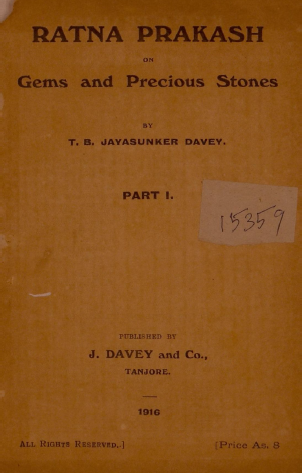 RATNA PRAKASH
ON
Gems and Precious Stones
BY
T. B. JAYASUNKER DAVEY.
PART I.
15359
PUBLISHED BY
J. DAVEY and Co.,
TANJORE.
1916
ALL RIGHTS RESERVED.]
[Price As. 8